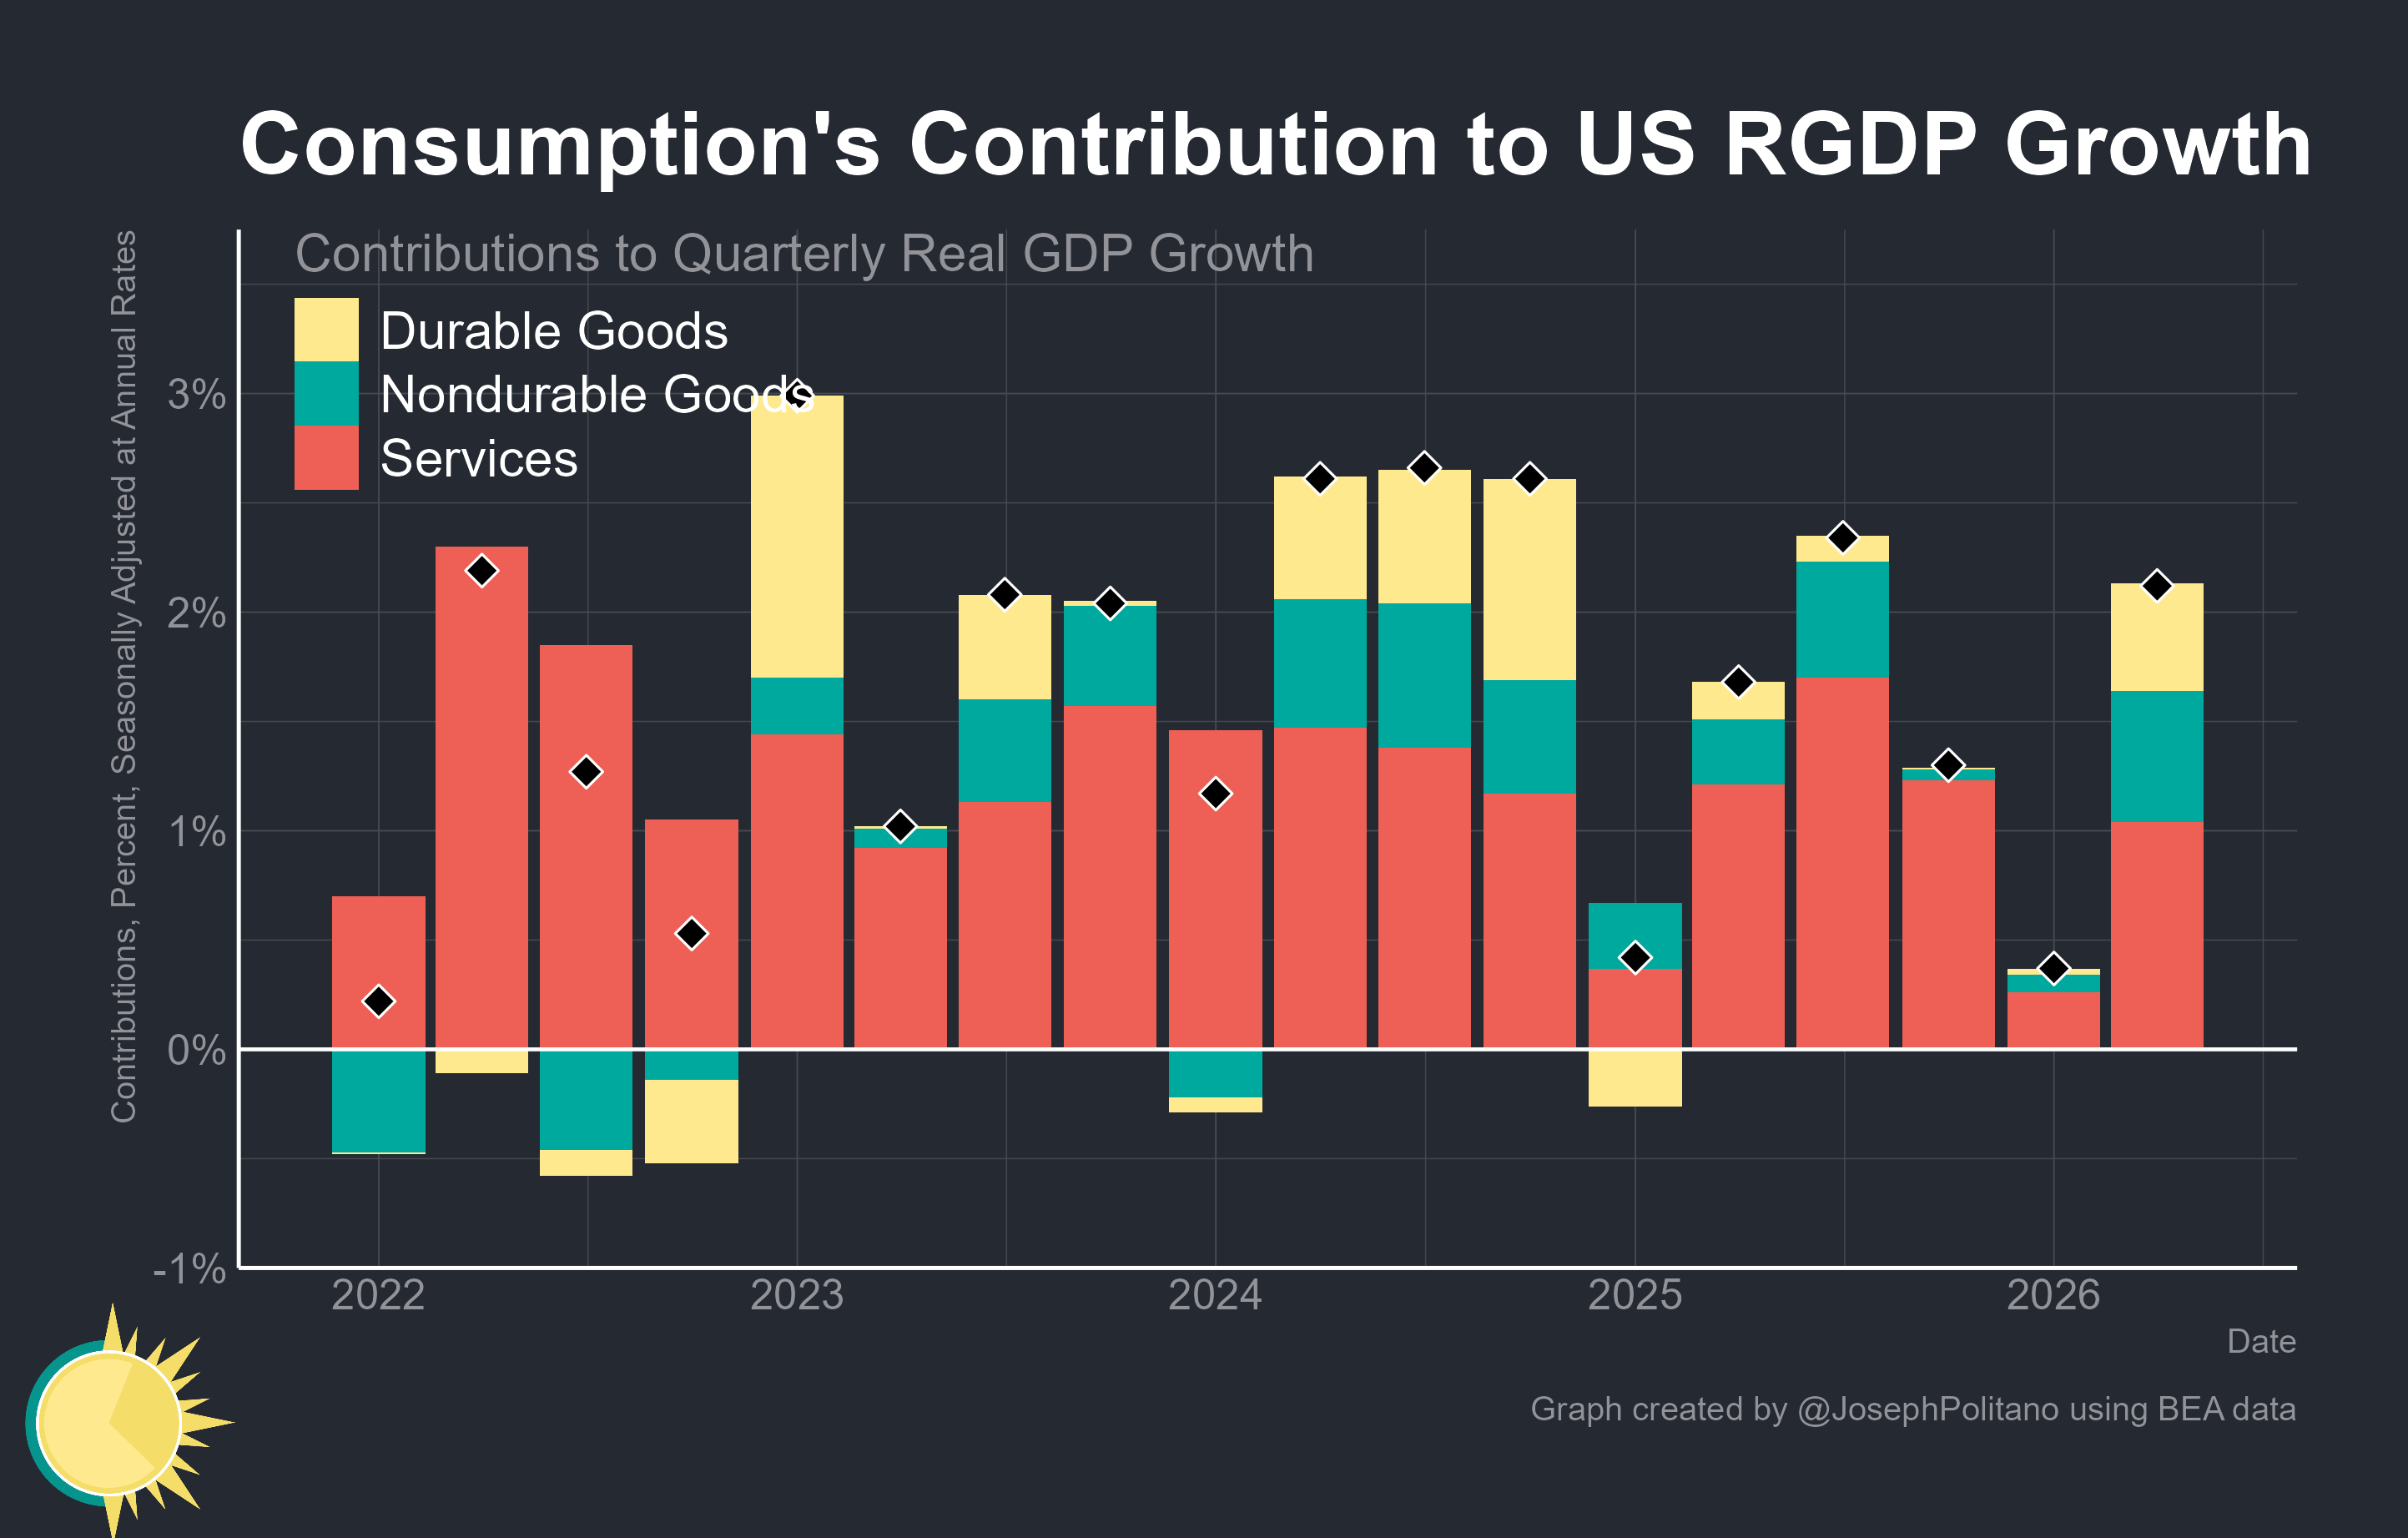 Consumption's Contribution to US RGDP Growth
Contributions to Quarterly Real GDP Growth
Durable Goods
Nondurable Goods
Services
Contributions, Percent, Seasonally Adjusted at Annual Rates
3%
2%
1%
0%
-1%
2022
2023
2024
2025
2026
Date
Graph created by @JosephPolitano using BEA data